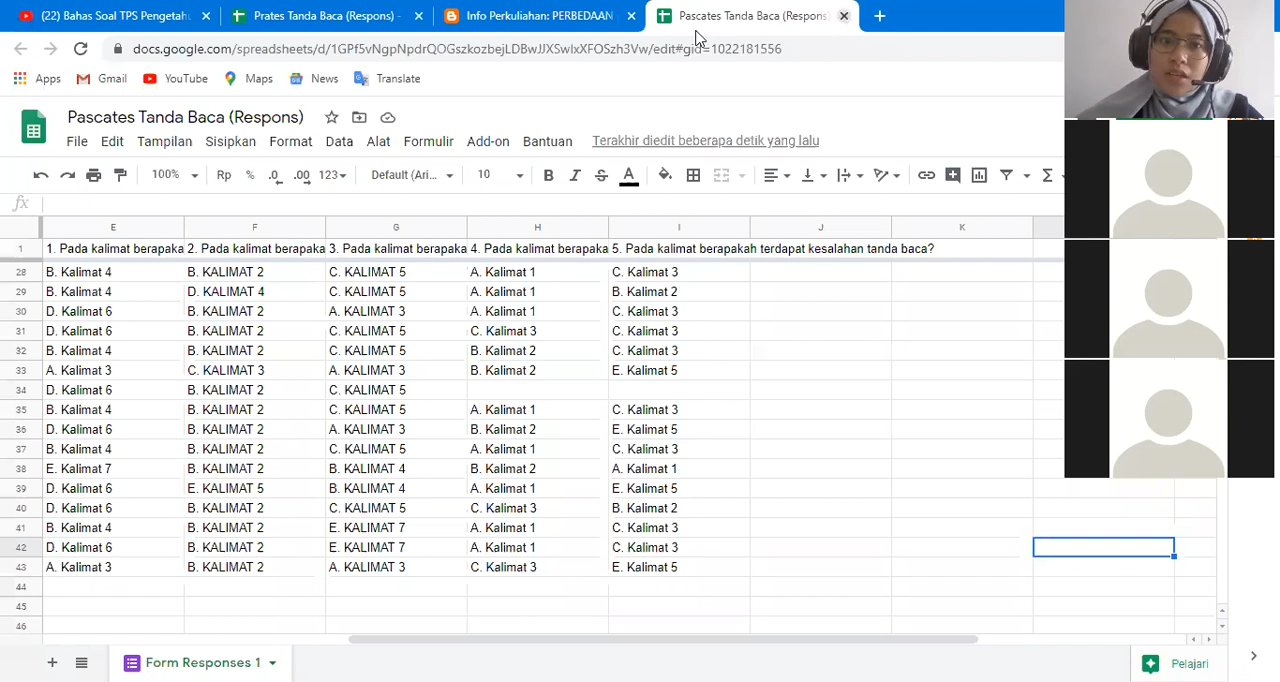 (22) Bahas Soal TPS Pengetahu
Prates Tanda Baca (Respons) -
Info Perkuliahan: PERBEDAAN
Pascates Tanda Baca (Respons)
docs.google.com/spreadsheets/d/1GPf5vNgpNpdrQOGszkozbejLDBwJJXSwIxXFOSzh3Vw/edit#gid=1022181556
Apps Gmail YouTube Maps News Translate
Pascates Tanda Baca (Respons)
File Edit Tampilan Sisipkan Format Data Alat Formulir Add-on Bantuan Terakhir diedit beberapa detik yang lalu
100% Rp % .0 .00 123 Default (Ari... 10 B I S A Σ
fx
E F G H I J K
1 1. Pada kalimat berapaka 2. Pada kalimat berapaka 3. Pada kalimat berapaka 4. Pada kalimat berapaka 5. Pada kalimat berapakah terdapat kesalahan tanda baca?
28 B. Kalimat 4 B. KALIMAT 2 C. KALIMAT 5 A. Kalimat 1 C. Kalimat 3
29 B. Kalimat 4 D. KALIMAT 4 C. KALIMAT 5 A. Kalimat 1 B. Kalimat 2
30 D. Kalimat 6 B. KALIMAT 2 A. KALIMAT 3 A. Kalimat 1 C. Kalimat 3
31 D. Kalimat 6 B. KALIMAT 2 C. KALIMAT 5 C. Kalimat 3 C. Kalimat 3
32 B. Kalimat 4 B. KALIMAT 2 C. KALIMAT 5 B. Kalimat 2 C. Kalimat 3
33 A. Kalimat 3 C. KALIMAT 3 A. KALIMAT 3 B. Kalimat 2 E. Kalimat 5
34 D. Kalimat 6 B. KALIMAT 2 C. KALIMAT 5
35 B. Kalimat 4 B. KALIMAT 2 C. KALIMAT 5 A. Kalimat 1 C. Kalimat 3
36 D. Kalimat 6 B. KALIMAT 2 A. KALIMAT 3 B. Kalimat 2 E. Kalimat 5
37 B. Kalimat 4 B. KALIMAT 2 C. KALIMAT 5 A. Kalimat 1 C. Kalimat 3
38 E. Kalimat 7 B. KALIMAT 2 B. KALIMAT 4 B. Kalimat 2 A. Kalimat 1
39 D. Kalimat 6 E. KALIMAT 5 B. KALIMAT 4 A. Kalimat 1 E. Kalimat 5
40 D. Kalimat 6 B. KALIMAT 2 C. KALIMAT 5 C. Kalimat 3 B. Kalimat 2
41 B. Kalimat 4 B. KALIMAT 2 E. KALIMAT 7 A. Kalimat 1 C. Kalimat 3
42 D. Kalimat 6 B. KALIMAT 2 E. KALIMAT 7 A. Kalimat 1 C. Kalimat 3
43 A. Kalimat 3 B. KALIMAT 2 A. KALIMAT 3 C. Kalimat 3 E. Kalimat 5
44
45
46
Form Responses 1
Pelajari